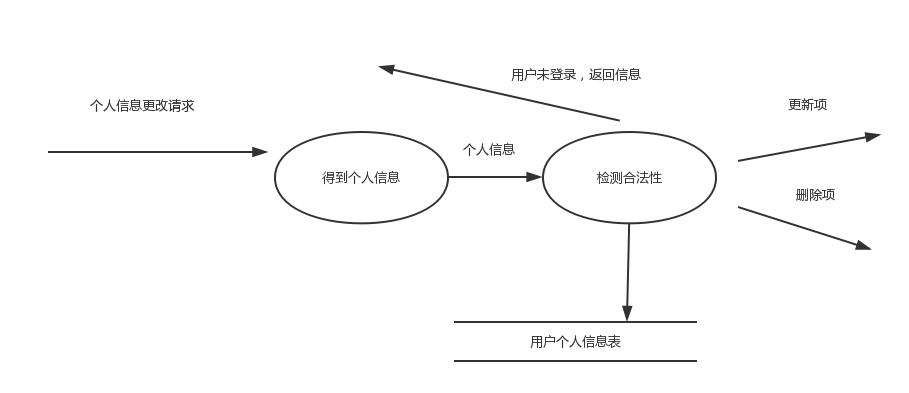 用户未登录，返回信息
个人信息更改请求
更新项
个人信息
得到个人信息
检测合法性
删除项
用户个人信息表